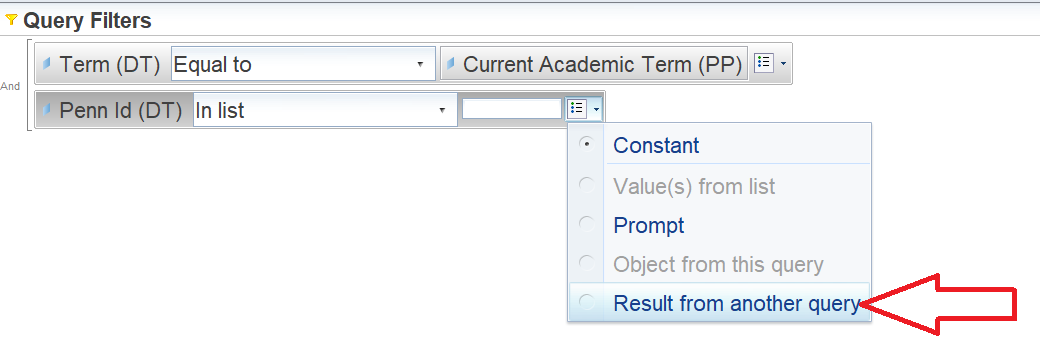 Query Filters
Term (DT) Equal to Current Academic Term (PP)
And
Penn Id (DT) In list
Constant
Value(s) from list
Prompt
Object from this query
Result from another query